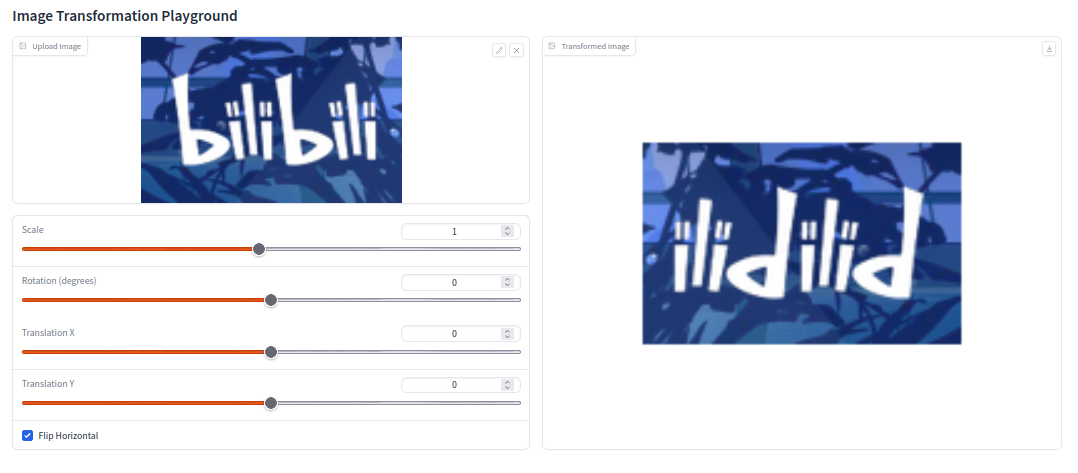 Image Transformation Playground
Upload Image
bilibili
Scale
1
Rotation (degrees)
0
Translation X
0
Translation Y
0
Flip Horizontal
Transformed Image
ilidilid